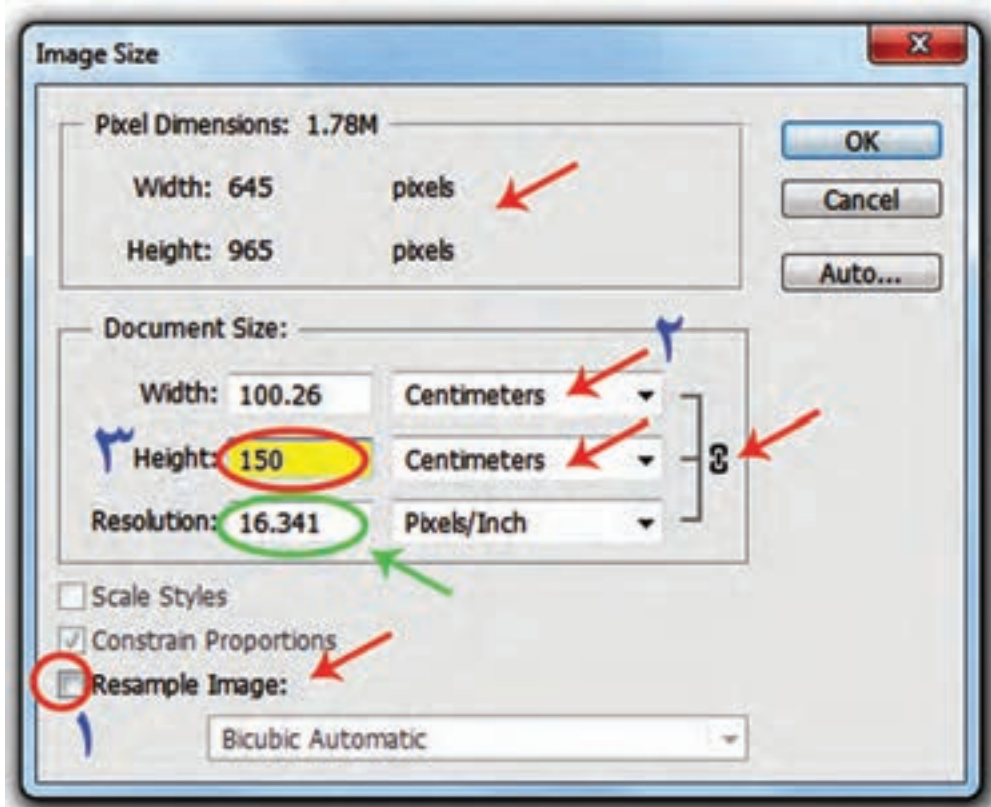 Image Size
Pixel Dimensions: 1.78M
Width: 645 pixels
Height: 965 pixels
OK
Cancel
Auto...
Document Size:
۲
Width: 100.26 Centimeters
۳ Height: 150 Centimeters
Resolution: 16.341 Pixels/Inch
Scale Styles
Constrain Proportions
Resample Image:
۱
Bicubic Automatic